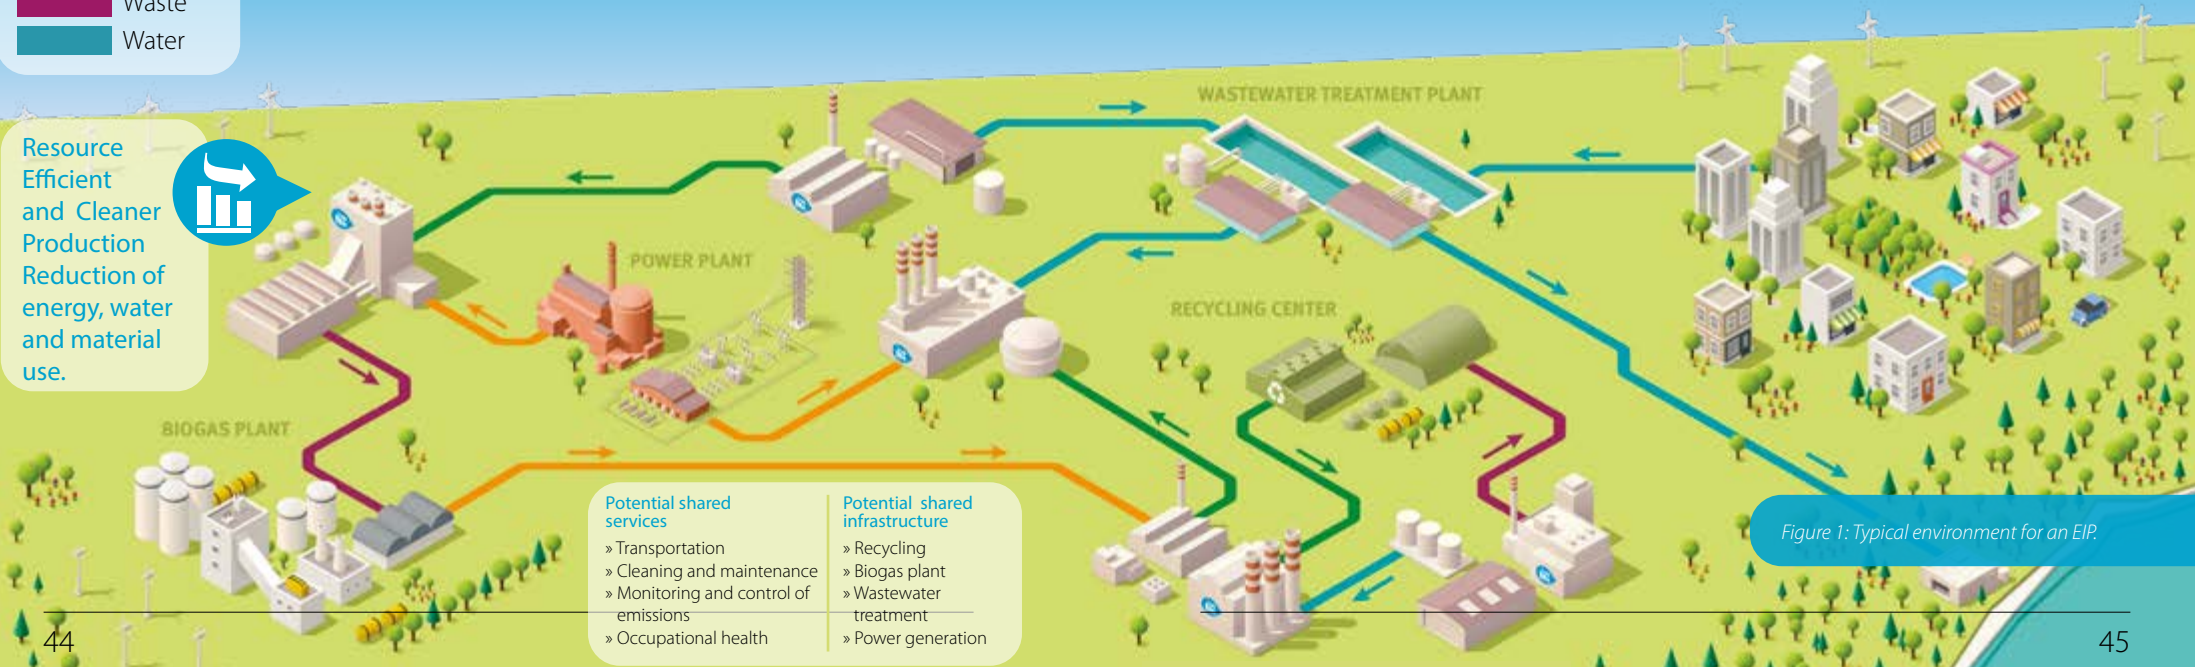 Waste
Water
Resource
Efficient
and Cleaner
Production
Reduction of
energy, water
and material
use.
WASTEWATER TREATMENT PLANT
POWER PLANT
RECYCLING CENTER
BIOGAS PLANT
Potential shared
services
» Transportation
» Cleaning and maintenance
» Monitoring and control of
emissions
» Occupational health
Potential shared
infrastructure
» Recycling
» Biogas plant
» Wastewater
treatment
» Power generation
Figure 1: Typical environment for an EIP.
44
45